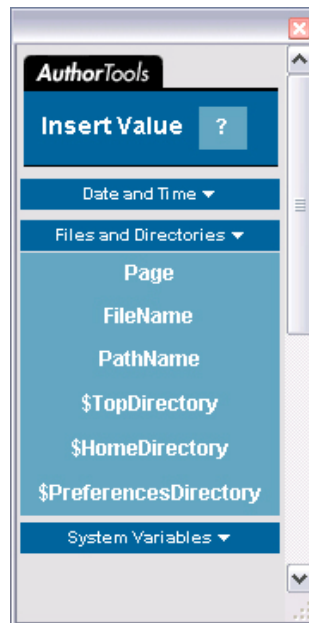 AuthorTools
Insert Value ?
Date and Time
Files and Directories
Page
FileName
PathName
$TopDirectory
$HomeDirectory
$PreferencesDirectory
System Variables